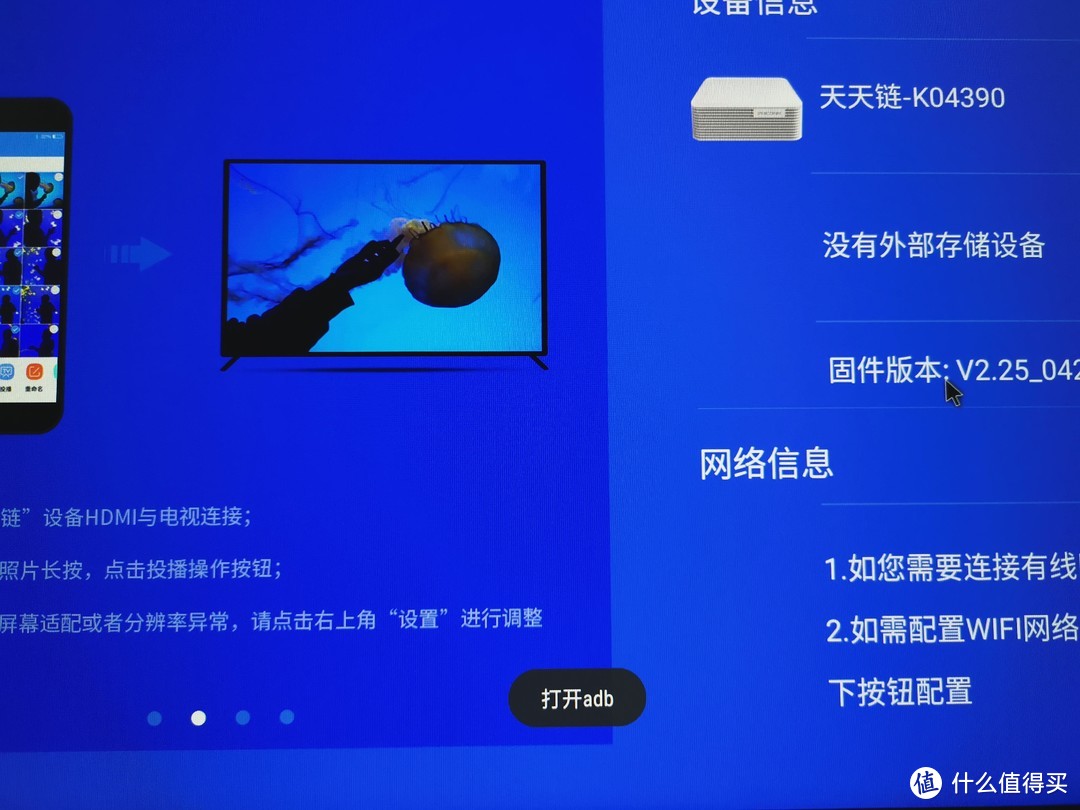 设备信息
天天链-K04390
没有外部存储设备
固件版本: V2.25_042
网络信息
1.如您需要连接有线
2.如需配置WIFI网络
下按钮配置
投播
重命名
链”设备HDMI与电视连接;
照片长按，点击投播操作按钮;
屏幕适配或者分辨率异常，请点击右上角“设置”进行调整
打开adb
值 什么值得买